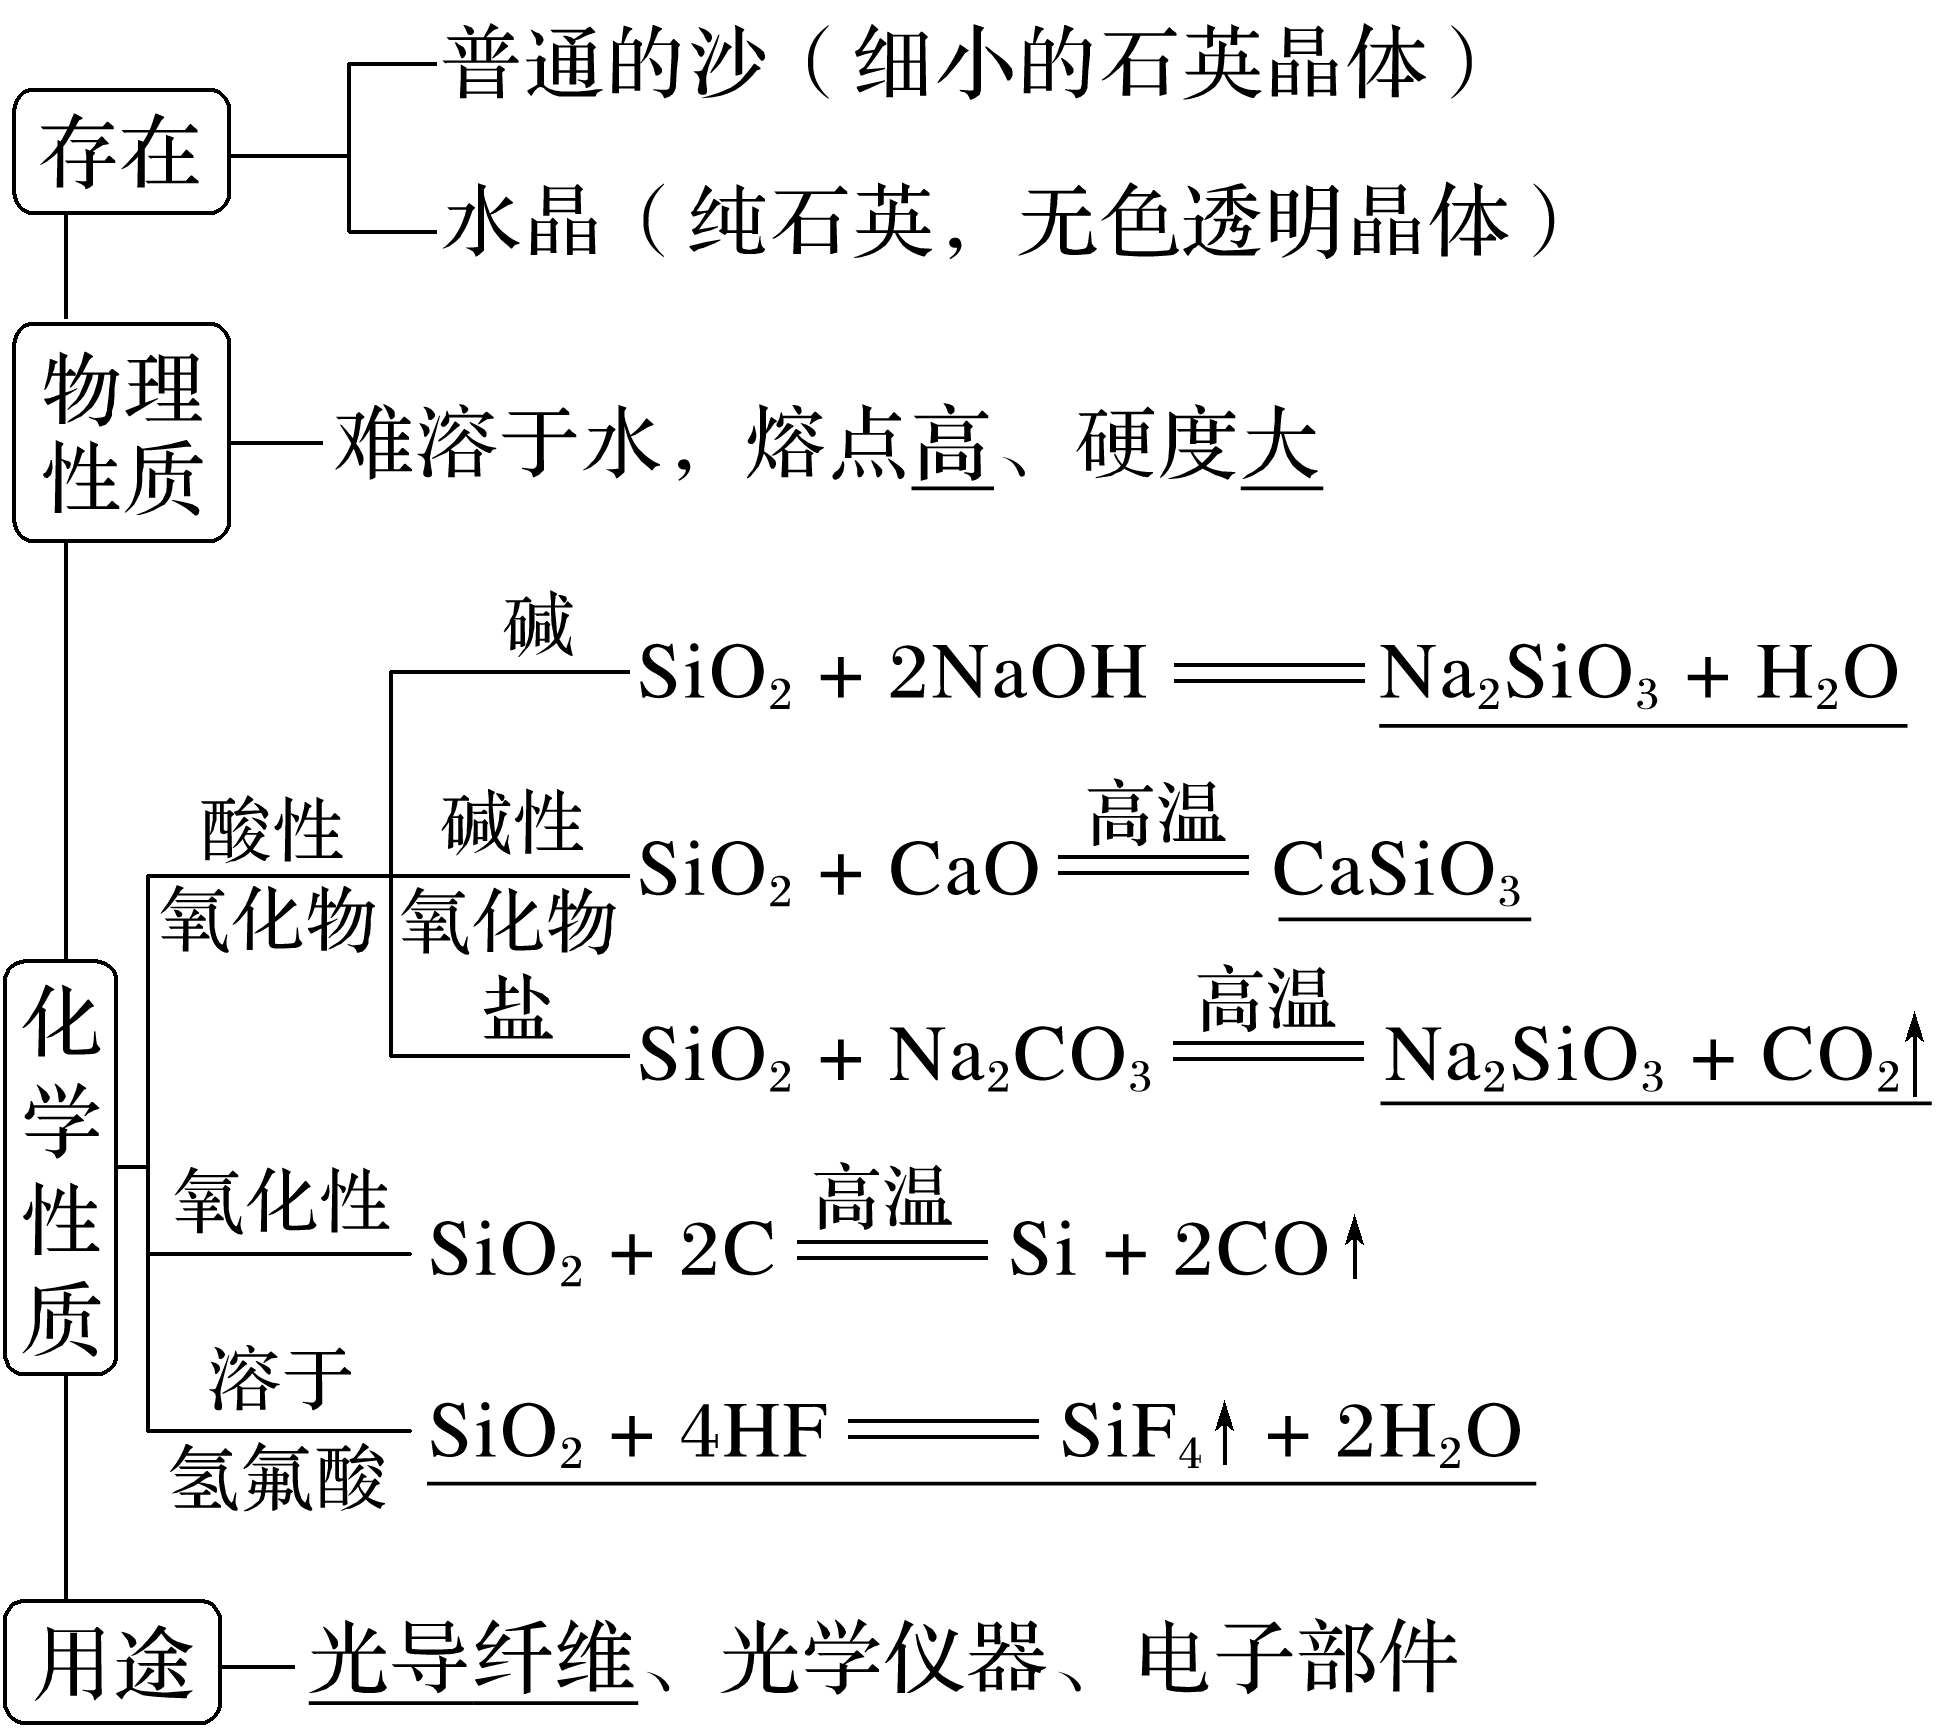 普通的沙（细小的石英晶体）
存在
水晶（纯石英，无色透明晶体）
物理
性质
难溶于水，熔点高、硬度大
碱
SiO₂ + 2NaOH ══ Na₂SiO₃ + H₂O
酸性
氧化物
碱性
氧化物
高温
SiO₂ + CaO ══ CaSiO₃
盐
高温
SiO₂ + Na₂CO₃ ══ Na₂SiO₃ + CO₂↑
化学性质
氧化性
高温
SiO₂ + 2C ══ Si + 2CO↑
溶于
氢氟酸
SiO₂ + 4HF ══ SiF₄↑ + 2H₂O
用途
光导纤维、光学仪器、电子部件